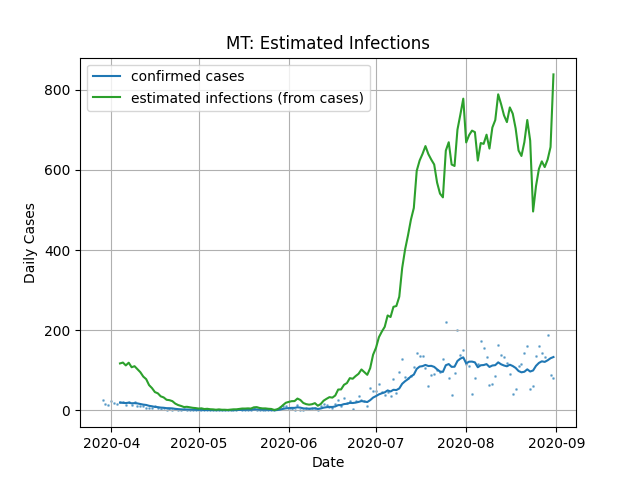 MT: Estimated Infections
confirmed cases
estimated infections (from cases)
800
600
400
200
0
Daily Cases
2020-04 2020-05 2020-06 2020-07 2020-08 2020-09
Date